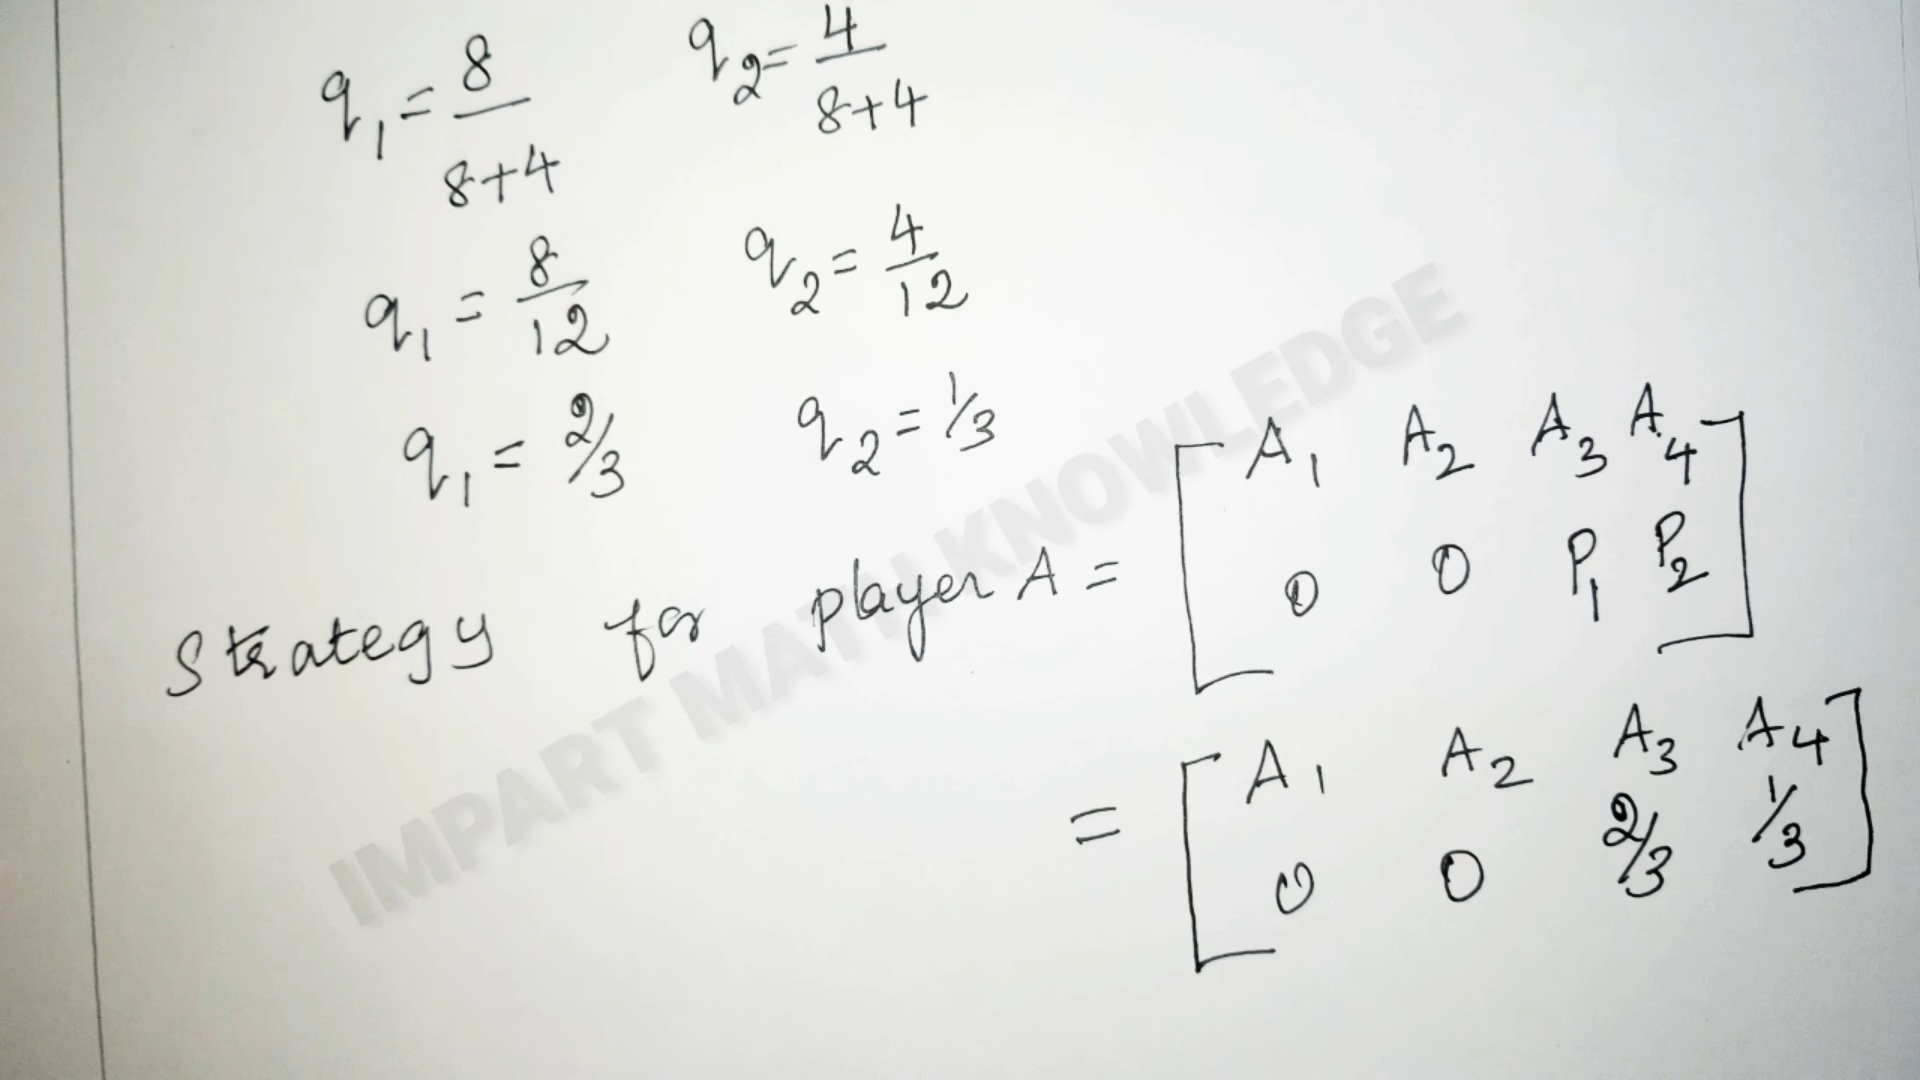 q₁ = 8/(8+4) q₂ = 4/(8+4)
q₁ = 8/12 q₂ = 4/12
q₁ = 2/3 q₂ = 1/3
Strategy for player A = [A₁ A₂ A₃ A₄
0 0 P₁ P₂]
= [A₁ A₂ A₃ A₄
0 0 2/3 1/3]
IMPART MATH KNOWLEDGE